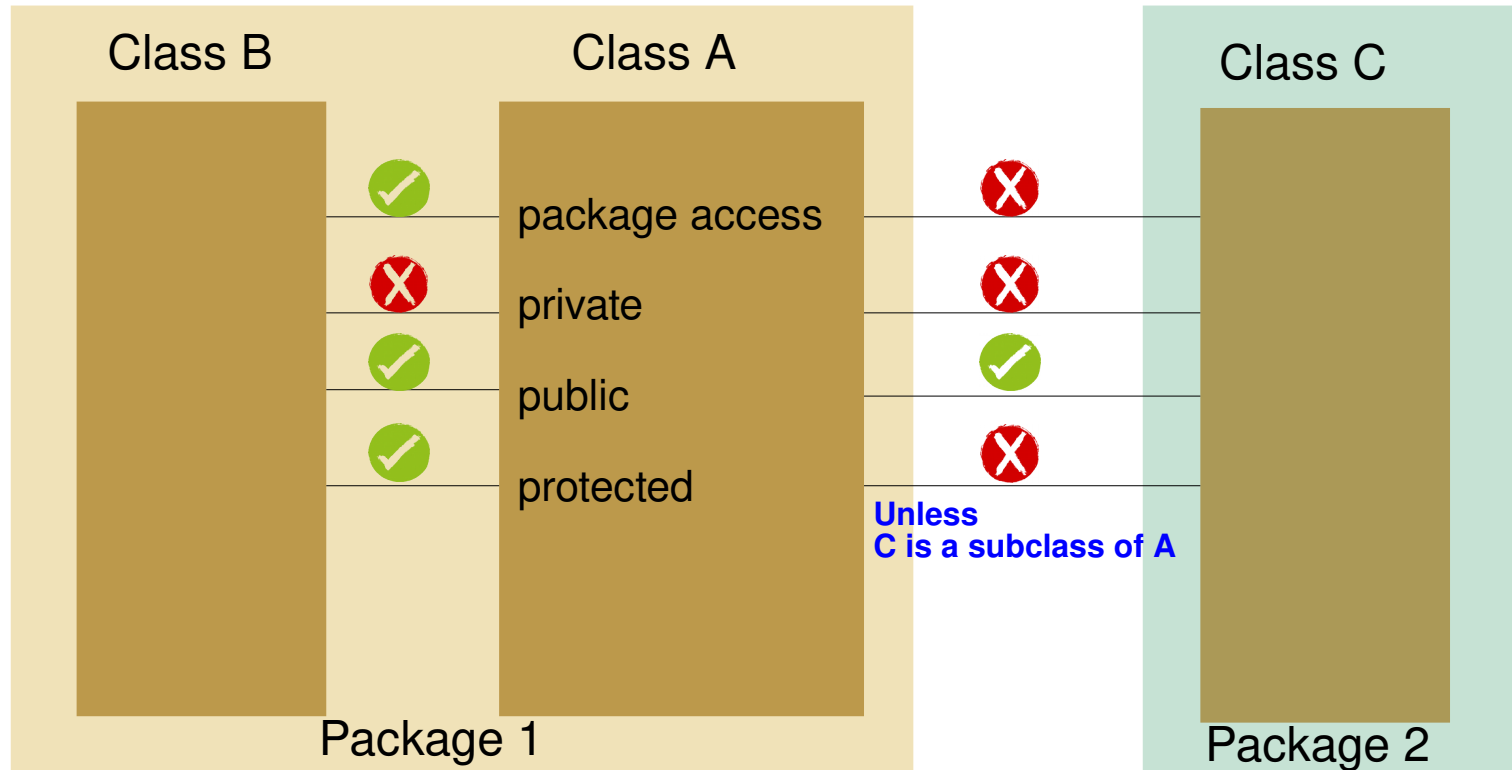 Class B
Class A
Class C
package access
private
public
protected
Unless
C is a subclass of A
Package 1
Package 2